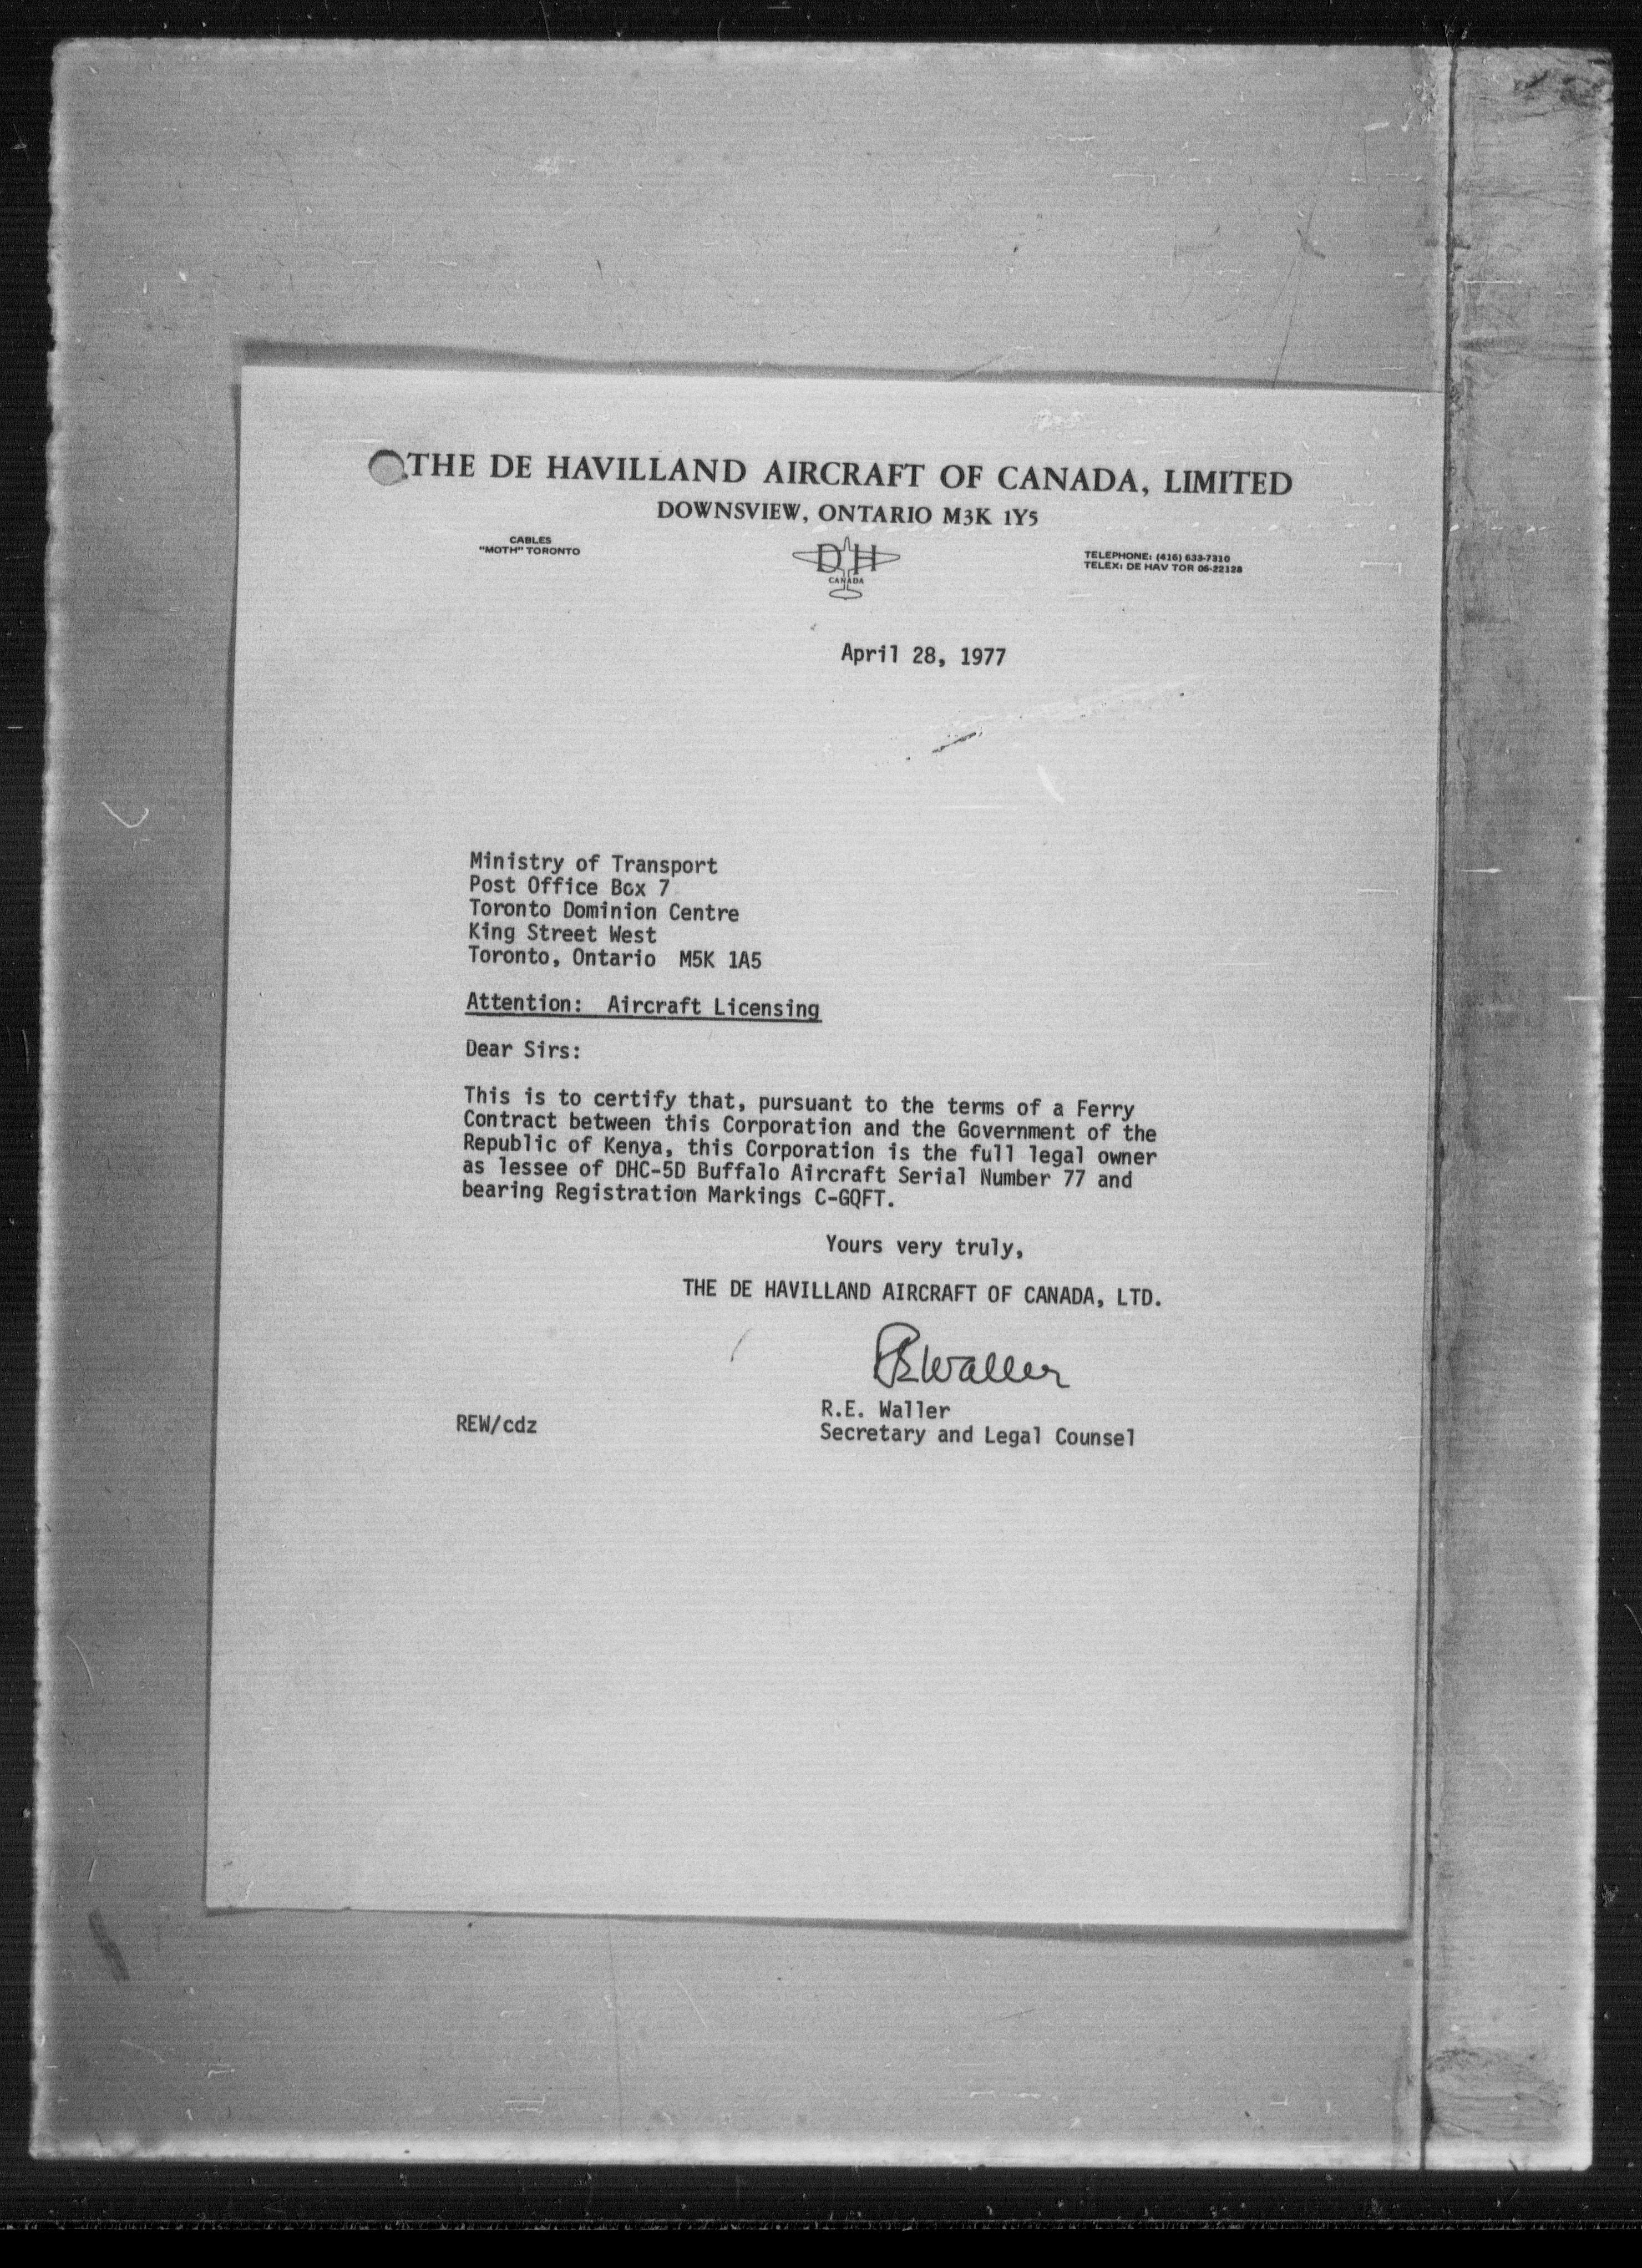 THE DE HAVILLAND AIRCRAFT OF CANADA, LIMITED
DOWNSVIEW, ONTARIO M3K 1Y5
CABLES
"MOTH" TORONTO
DH
CANADA
TELEPHONE: (416) 633-7310
TELEX: DE HAV TOR 06-22128
April 28, 1977
Ministry of Transport
Post Office Box 7
Toronto Dominion Centre
King Street West
Toronto, Ontario M5K 1A5
Attention: Aircraft Licensing
Dear Sirs:
This is to certify that, pursuant to the terms of a Ferry
Contract between this Corporation and the Government of the
Republic of Kenya, this Corporation is the full legal owner
as lessee of DHC-5D Buffalo Aircraft Serial Number 77 and
bearing Registration Markings C-GQFT.
Yours very truly,
THE DE HAVILLAND AIRCRAFT OF CANADA, LTD.
REWaller
R.E. Waller
REW/cdz
Secretary and Legal Counsel